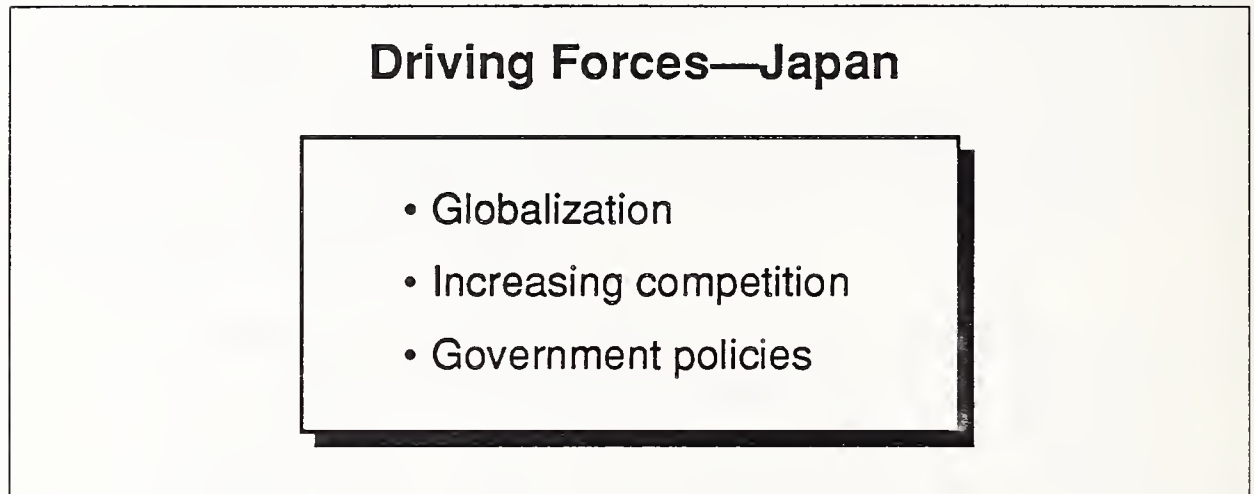 Driving Forces—Japan
• Globalization
• Increasing competition
• Government policies